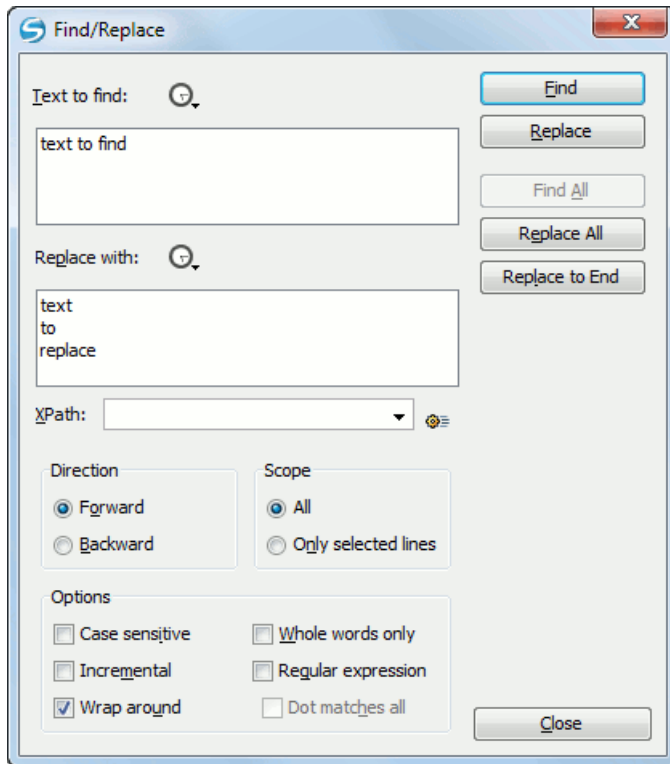 Find/Replace
Text to find:
text to find
Find
Replace
Find All
Replace All
Replace to End
Replace with:
text
to
replace
XPath:
Direction
Forward
Backward
Scope
All
Only selected lines
Options
Case sensitive
Whole words only
Incremental
Regular expression
Wrap around
Dot matches all
Close